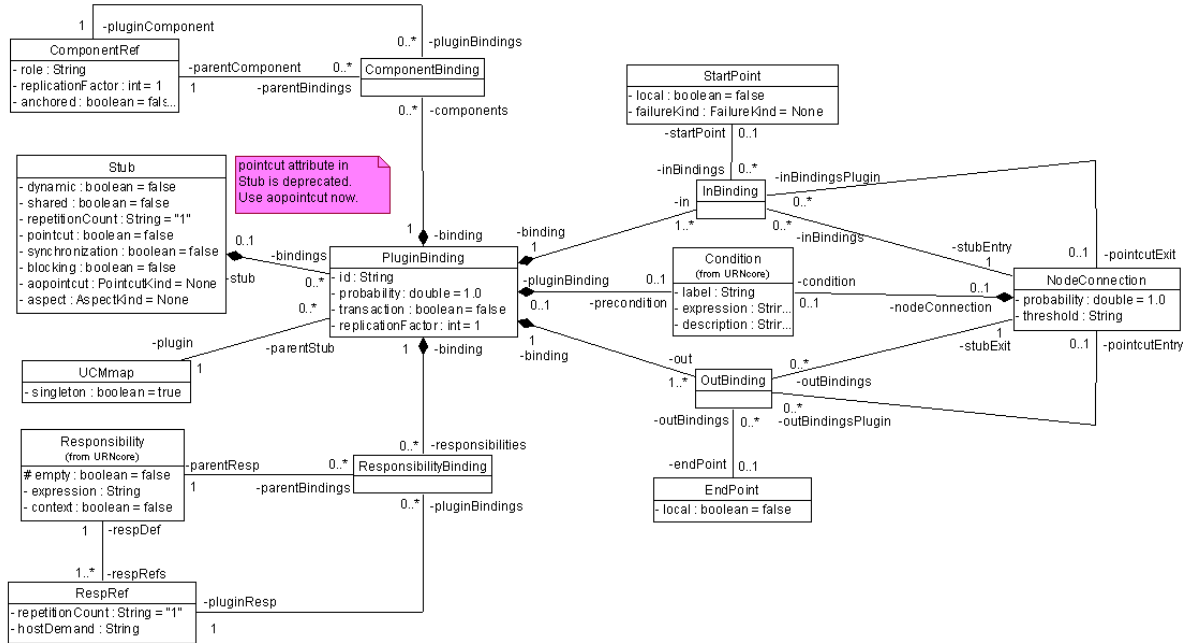 1
-pluginComponent
ComponentRef
- role : String
- replicationFactor : int = 1
- anchored : boolean = fals...
0..*
-pluginBindings
-parentComponent
0..*
1
-parentBindings
ComponentBinding
0..*
-components
StartPoint
- local : boolean = false
- failureKind : FailureKind = None
-startPoint
0..1
0..*
-inBindings
InBinding
-inBindingsPlugin
0..*
-in
1..*
0..*
-inBindings
Stub
- dynamic : boolean = false
- shared : boolean = false
- repetitionCount : String = "1"
- pointcut : boolean = false
- synchronization : boolean = false
- blocking : boolean = false
- aopointcut : PointcutKind = None
- aspect : AspectKind = None
pointcut attribute in
Stub is deprecated.
Use aopointcut now.
0..1
-bindings
-stub
0..*
1
-binding
-binding
1
PluginBinding
- id : String
- probability : double = 1.0
- transaction : boolean = false
- replicationFactor : int = 1
-pluginBinding
0..1
0..1
-precondition
Condition
(from URNcore)
- label : String
- expression : Strir...
- description : Strir...
-condition
0..1
0..1
-nodeConnection
-stubEntry
1
0..1
-pointcutExit
NodeConnection
- probability : double = 1.0
- threshold : String
1
-stubExit
0..1
-pointcutEntry
0..*
-plugin
1
-parentStub
UCMmap
- singleton : boolean = true
1
-binding
1
-binding
-out
1..*
OutBinding
0..*
-outBindings
0..*
-outBindingsPlugin
-outBindings
0..*
-endPoint
0..1
EndPoint
- local : boolean = false
Responsibility
(from URNcore)
# empty : boolean = false
- expression : String
- context : boolean = false
-parentResp
0..*
1
-parentBindings
0..*
-responsibilities
ResponsibilityBinding
0..*
-pluginBindings
1
-respDef
1..*
-respRefs
RespRef
- repetitionCount : String = "1"
- hostDemand : String
-pluginResp
1